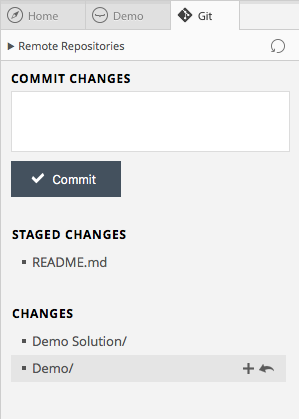 Home Demo Git
Remote Repositories
COMMIT CHANGES
Commit
STAGED CHANGES
README.md
CHANGES
Demo Solution/
Demo/